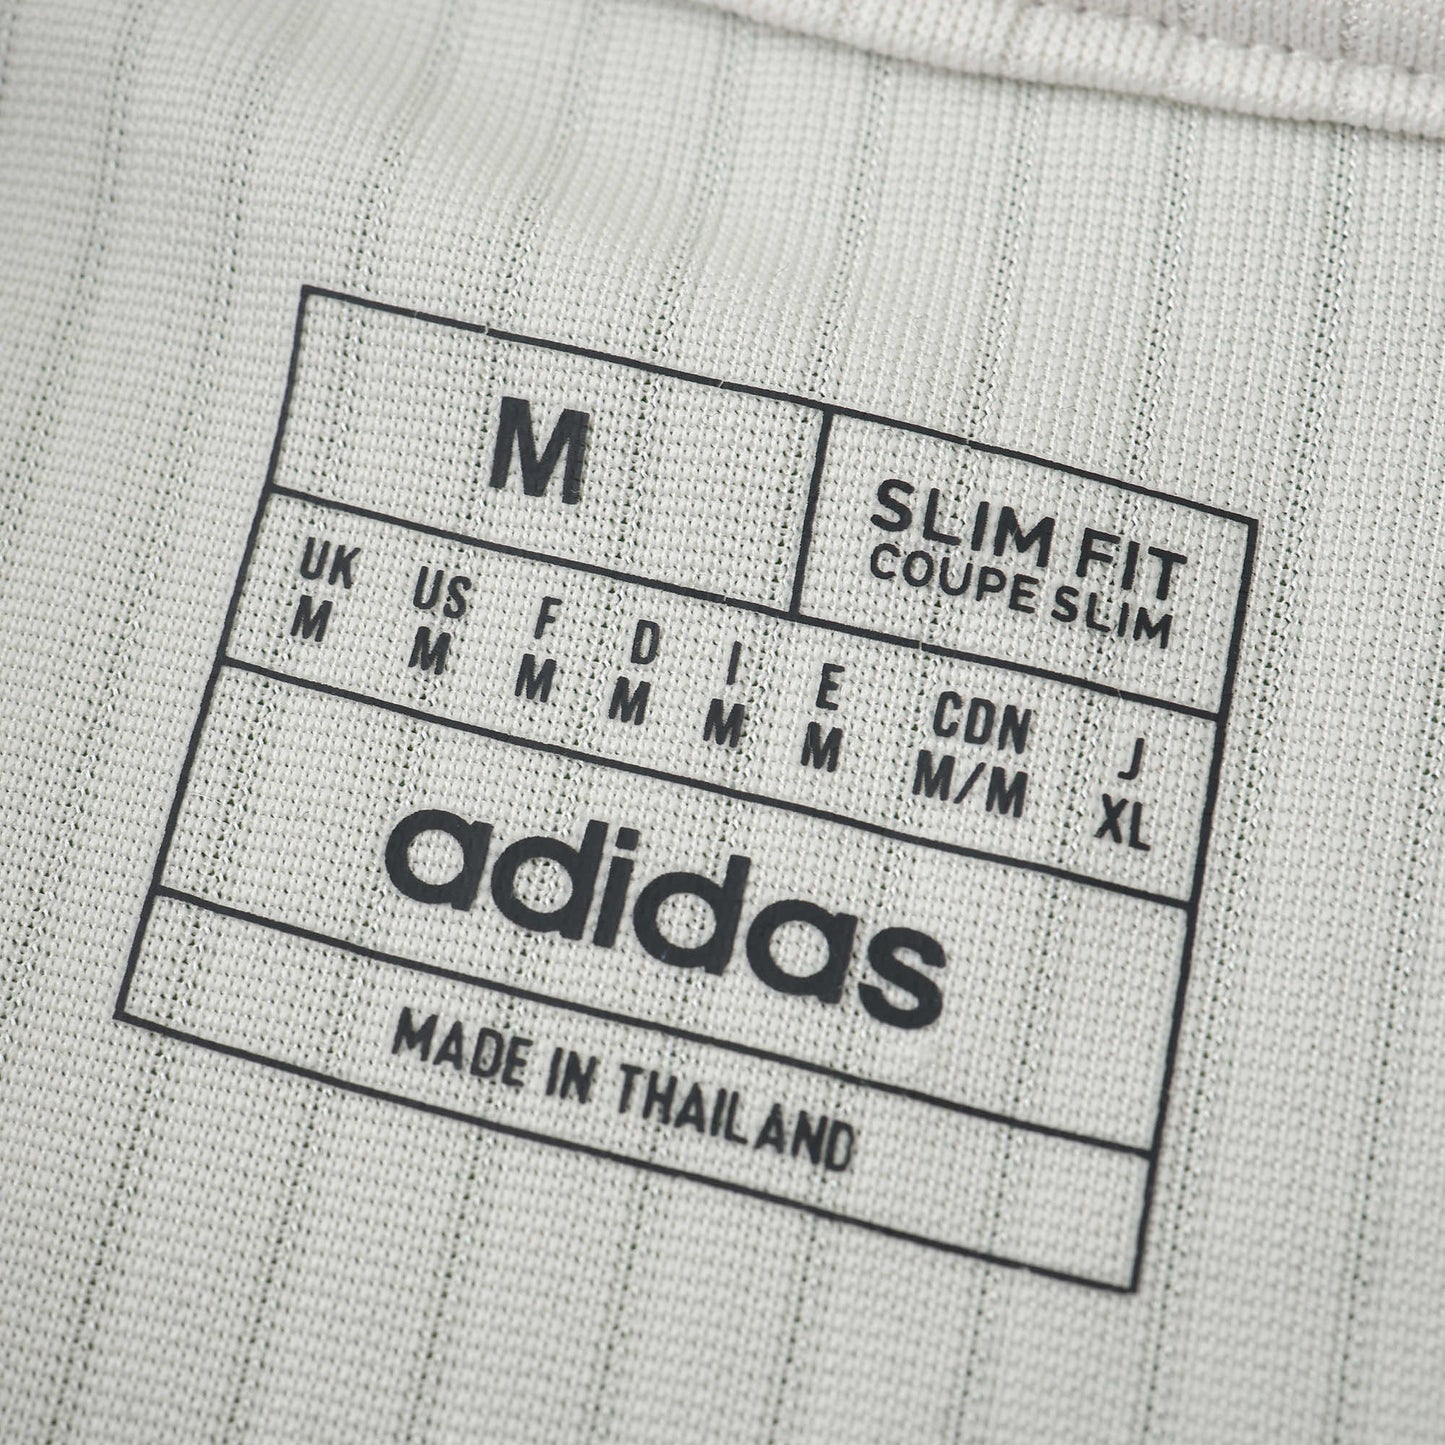 M
SLIM FIT
COUPE SLIM
UK US F D I E CDN J
M M M M M M M/M XL
adidas
MADE IN THAILAND